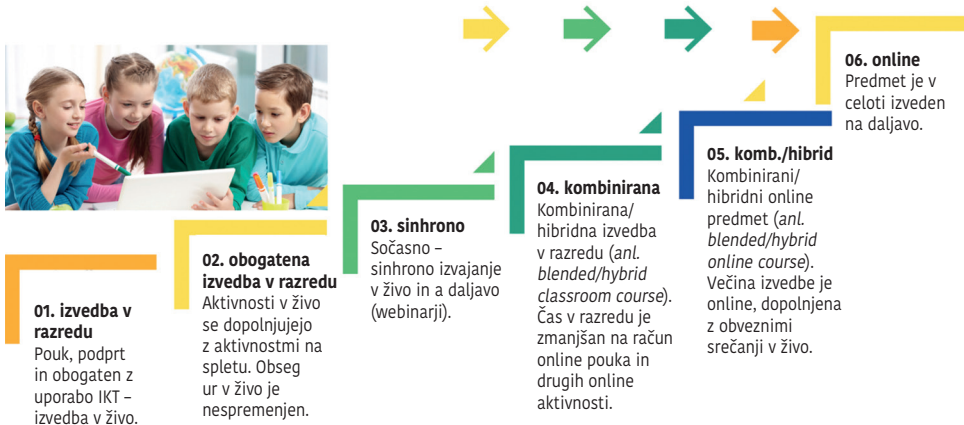 01. izvedba v
razredu
Pouk, podprt
in obogaten z
uporabo IKT –
izvedba v živo.
02. obogatena
izvedba v razredu
Aktivnosti v živo
se dopolnjujejo
z aktivnostmi na
spletu. Obseg
ur v živo je
nespremenjen.
03. sinhrono
Sočasno –
sinhrono izvajanje
v živo in a daljavo
(webinarji).
04. kombinirana
Kombinirana/
hibridna izvedba
v razredu (anl.
blended/hybrid
classroom course).
Čas v razredu je
zmanjšan na račun
online pouka in
drugih online
aktivnosti.
05. komb./hibrid
Kombinirani/
hibridni online
predmet (anl.
blended/hybrid
online course).
Večina izvedbe je
online, dopolnjena
z obveznimi
srečanji v živo.
06. online
Predmet je v
celoti izveden
na daljavo.